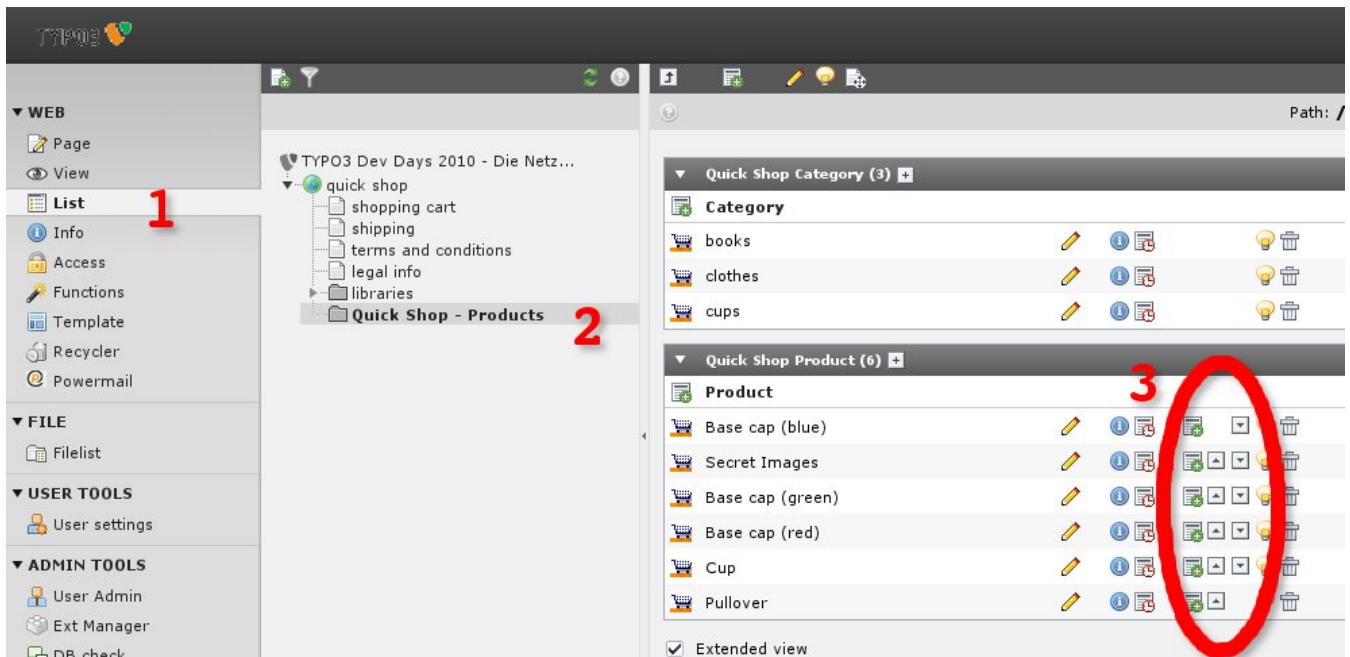 TYPO3
Path: /
WEB
Page
View
List
1
Info
Access
Functions
Template
Recycler
Powermail
FILE
Filelist
USER TOOLS
User settings
ADMIN TOOLS
User Admin
Ext Manager
DB check
TYPO3 Dev Days 2010 - Die Netz...
quick shop
shopping cart
shipping
terms and conditions
legal info
libraries
Quick Shop - Products
2
Quick Shop Category (3)
Category
books
clothes
cups
Quick Shop Product (6)
3
Product
Base cap (blue)
Secret Images
Base cap (green)
Base cap (red)
Cup
Pullover
Extended view